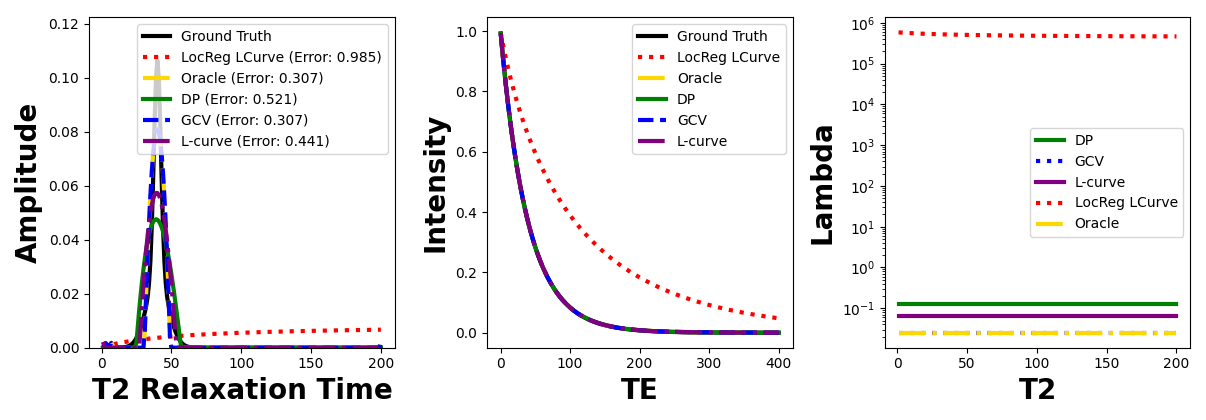 0.12
0.10
0.08
0.06
0.04
0.02
0.00
Amplitude
Ground Truth
LocReg LCurve (Error: 0.985)
Oracle (Error: 0.307)
DP (Error: 0.521)
GCV (Error: 0.307)
L-curve (Error: 0.441)
0
50
100
150
200
T2 Relaxation Time
1.0
0.8
0.6
0.4
0.2
0.0
Intensity
Ground Truth
LocReg LCurve
Oracle
DP
GCV
L-curve
0
100
200
300
400
TE
10⁶
10⁵
10⁴
10³
10²
10¹
10⁰
10⁻¹
Lambda
DP
GCV
L-curve
LocReg LCurve
Oracle
0
50
100
150
200
T2